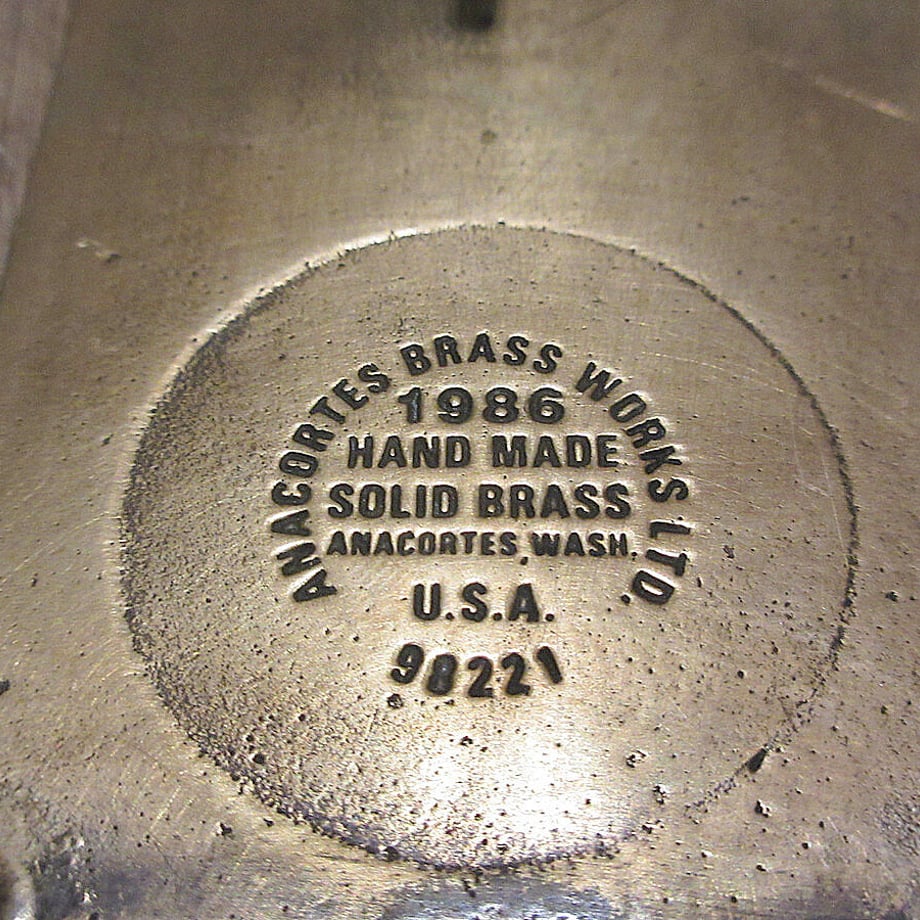 ANACORTES BRASS WORKS LTD.
1986
HAND MADE
SOLID BRASS
ANACORTES, WASH.
U.S.A.
98221